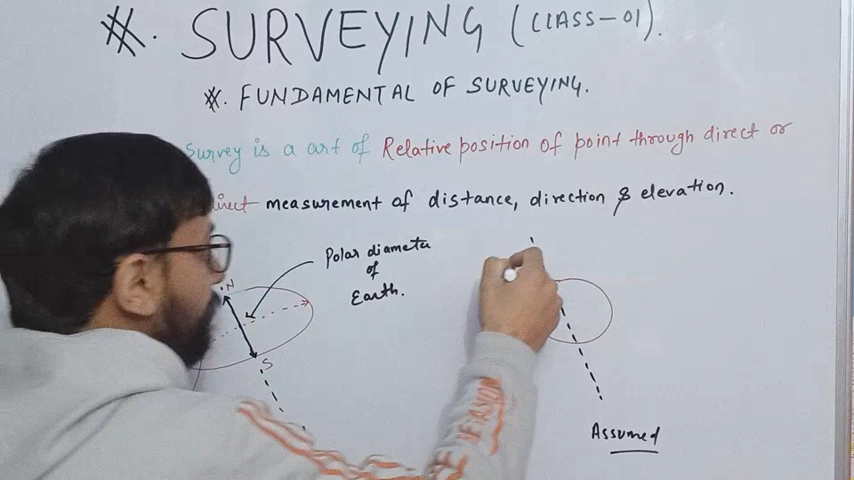 ※. SURVEYING (CLASS-01).
※. FUNDAMENTAL OF SURVEYING.
Survey is a art of Relative position of point through direct or
measurement of distance, direction & elevation.
N
Polar diameter
of
Earth.
S
Assumed